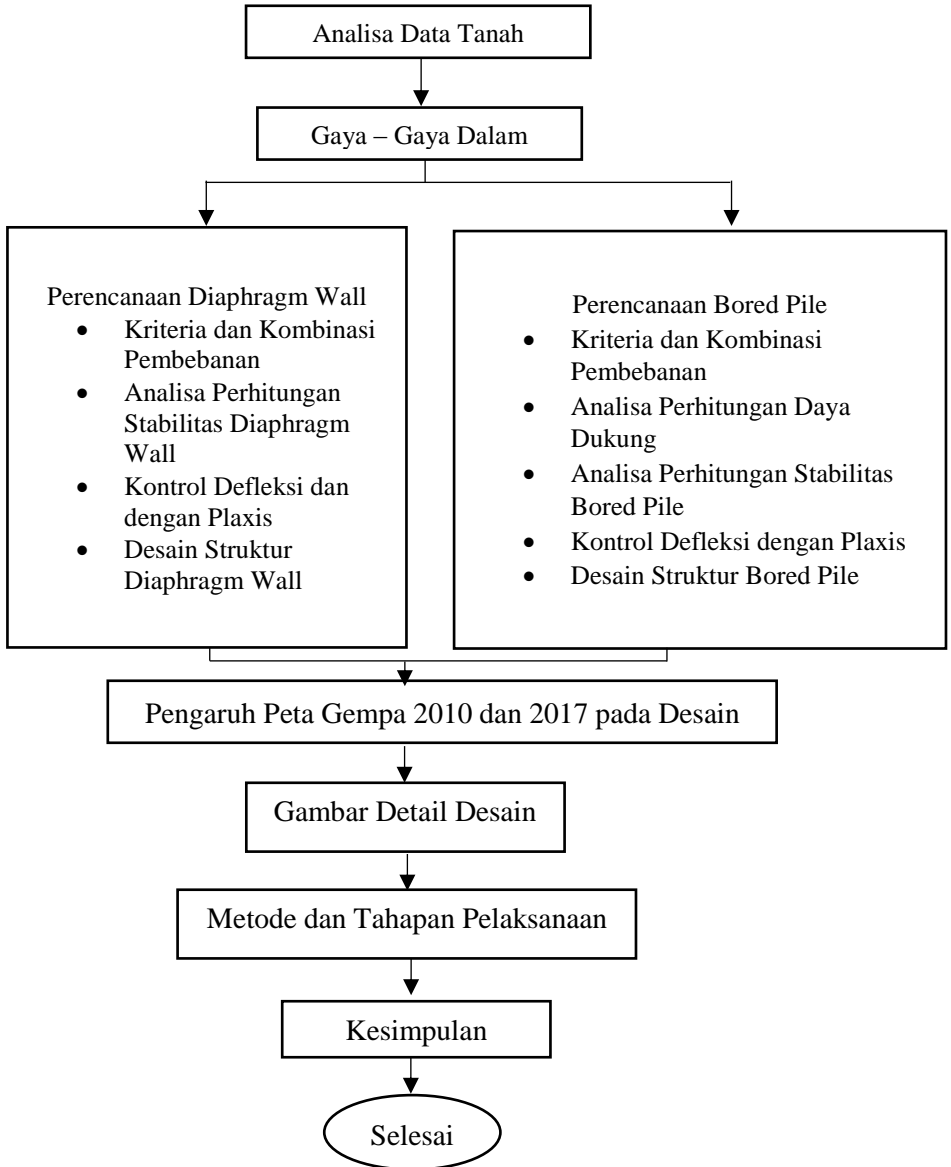 Analisa Data Tanah
Gaya – Gaya Dalam
Perencanaan Diaphragm Wall
• Kriteria dan Kombinasi
Pembebanan
• Analisa Perhitungan
Stabilitas Diaphragm
Wall
• Kontrol Defleksi dan
dengan Plaxis
• Desain Struktur
Diaphragm Wall
Perencanaan Bored Pile
• Kriteria dan Kombinasi
Pembebanan
• Analisa Perhitungan Daya
Dukung
• Analisa Perhitungan Stabilitas
Bored Pile
• Kontrol Defleksi dengan Plaxis
• Desain Struktur Bored Pile
Pengaruh Peta Gempa 2010 dan 2017 pada Desain
Gambar Detail Desain
Metode dan Tahapan Pelaksanaan
Kesimpulan
Selesai